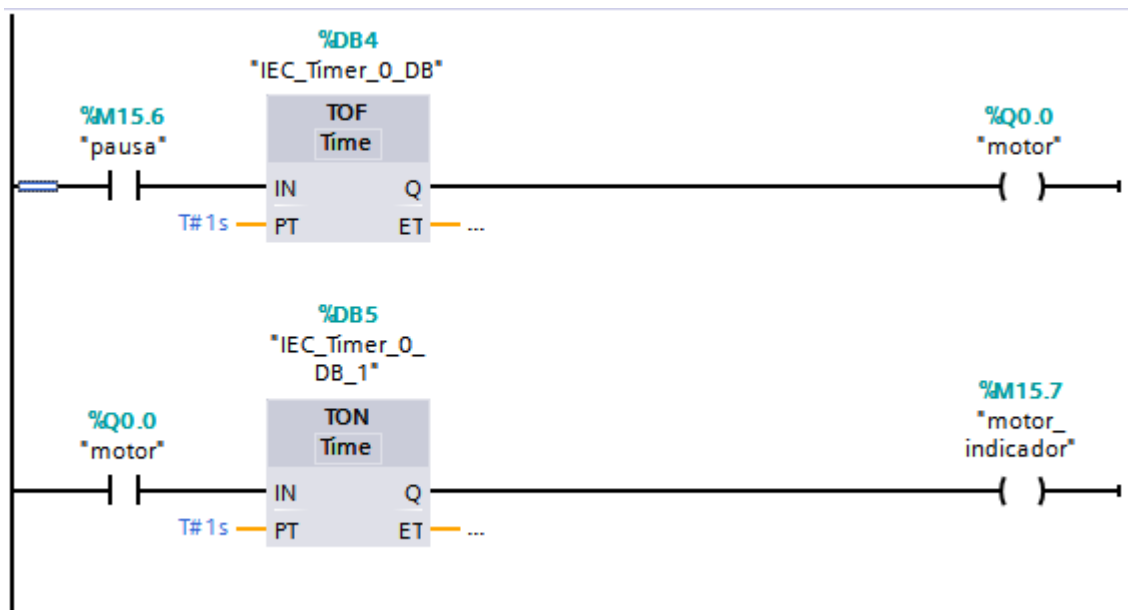 %DB4
"IEC_Timer_0_DB"
TOF
Time
%M15.6
"pausa"
%Q0.0
"motor"
IN
Q
T#1s
PT
ET
...
%DB5
"IEC_Timer_0_
DB_1"
TON
Time
%Q0.0
"motor"
%M15.7
"motor_
indicador"
IN
Q
T#1s
PT
ET
...